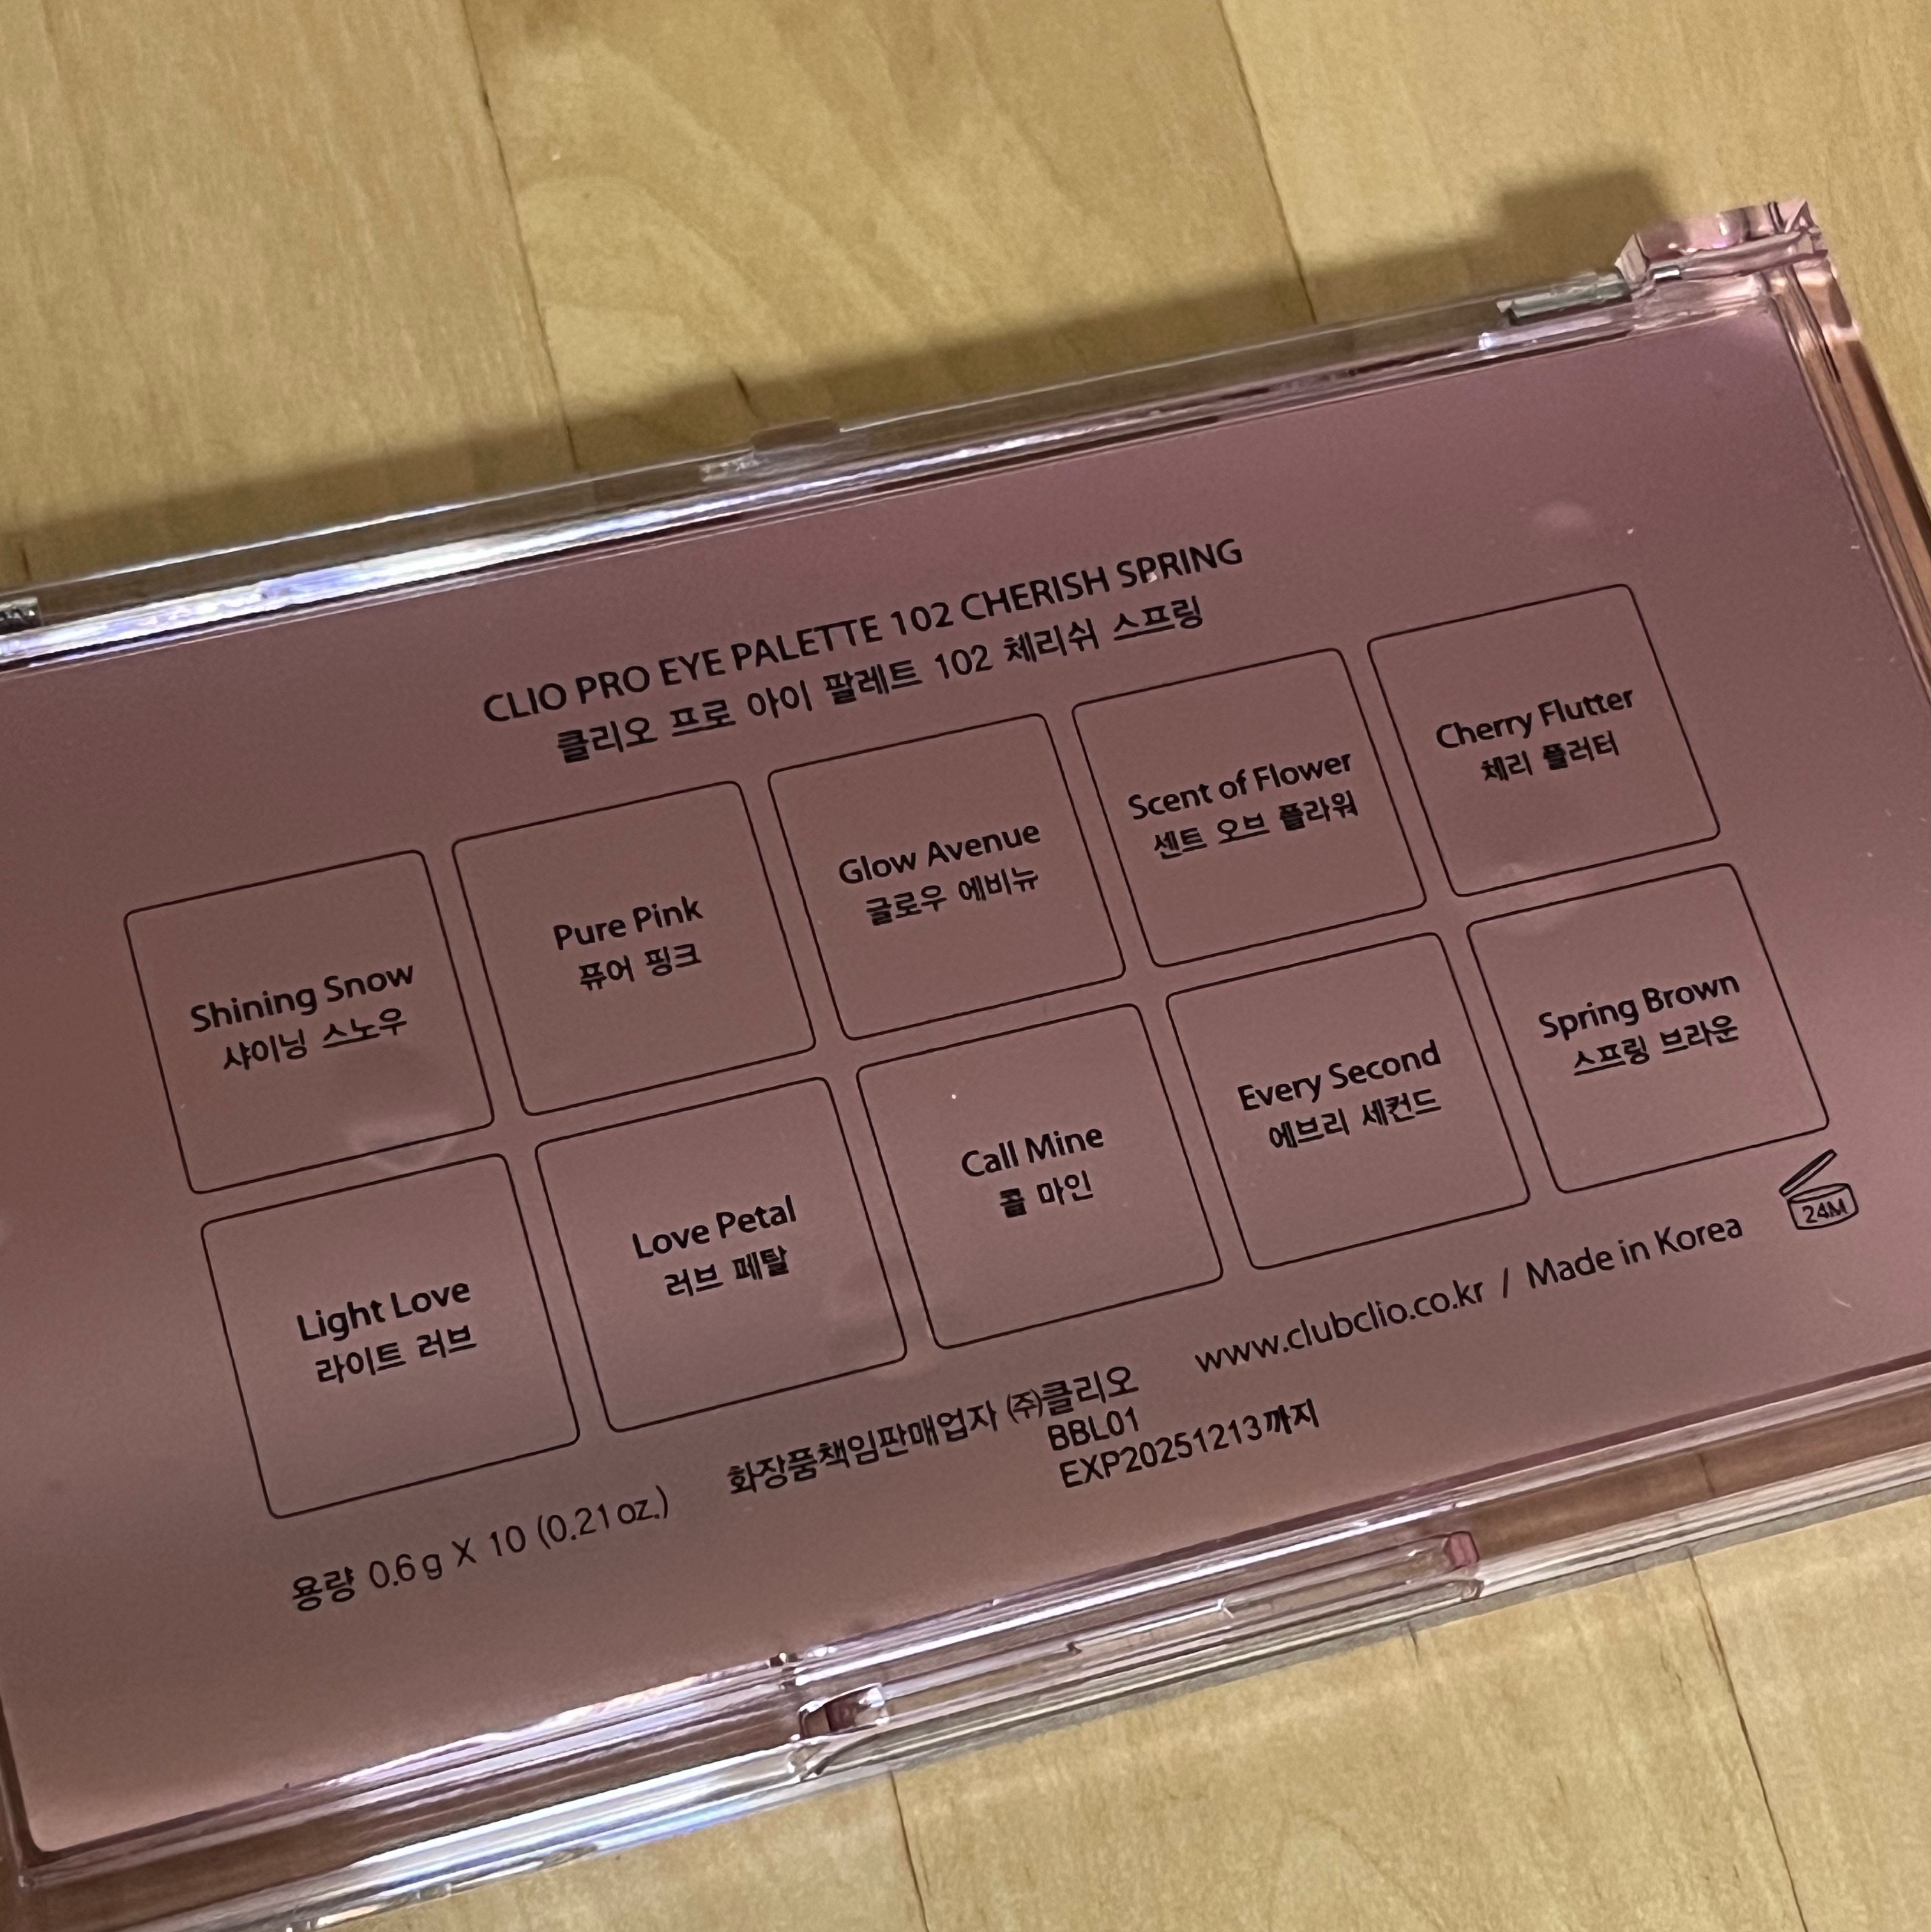 CLIO PRO EYE PALETTE 102 CHERISH SPRING
클리오 프로 아이 팔레트 102 체리쉬 스프링
Shining Snow
샤이닝 스노우
Pure Pink
퓨어 핑크
Glow Avenue
글로우 에비뉴
Scent of Flower
센트 오브 플라워
Cherry Flutter
체리 플러터
Light Love
라이트 러브
Love Petal
러브 페탈
Call Mine
콜 마인
Every Second
에브리 세컨드
Spring Brown
스프링 브라운
용량 0.6g X 10 (0.21 oz.)
화장품책임판매업자 ㈜클리오
www.clubclio.co.kr / Made in Korea
24M
BBL01
EXP20251213까지